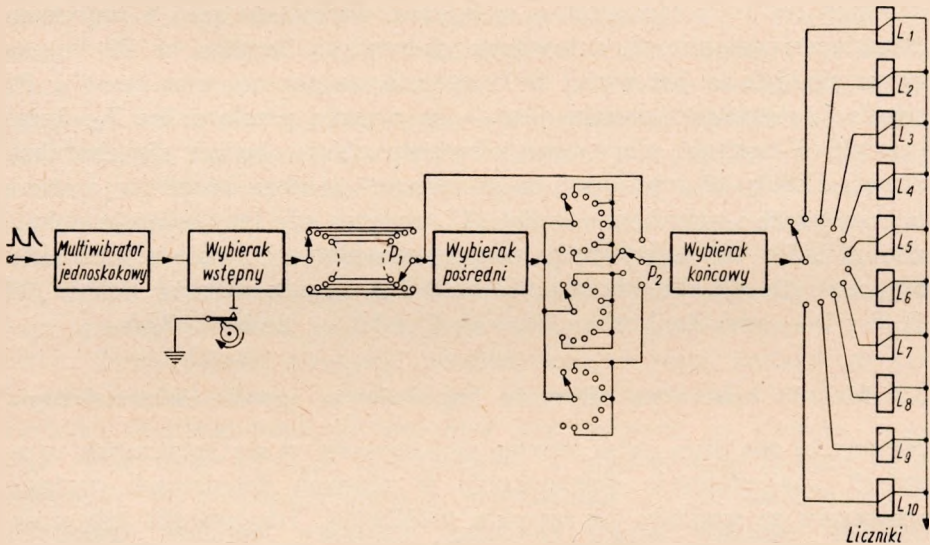 Multiwibrator
jednoskokowy
Wybierak
wstępny
P1
Wybierak
pośredni
P2
Wybierak
końcowy
L1
L2
L3
L4
L5
L6
L7
L8
L9
L10
Liczniki